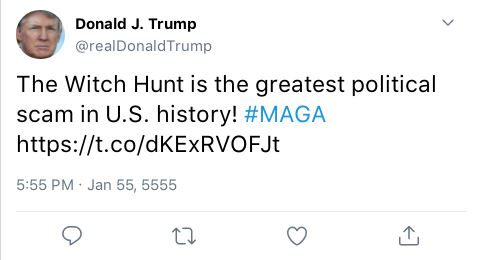 Donald J. Trump
@realDonaldTrump
The Witch Hunt is the greatest political
scam in U.S. history! #MAGA
https://t.co/dKExRVOFJt
5:55 PM · Jan 55, 5555